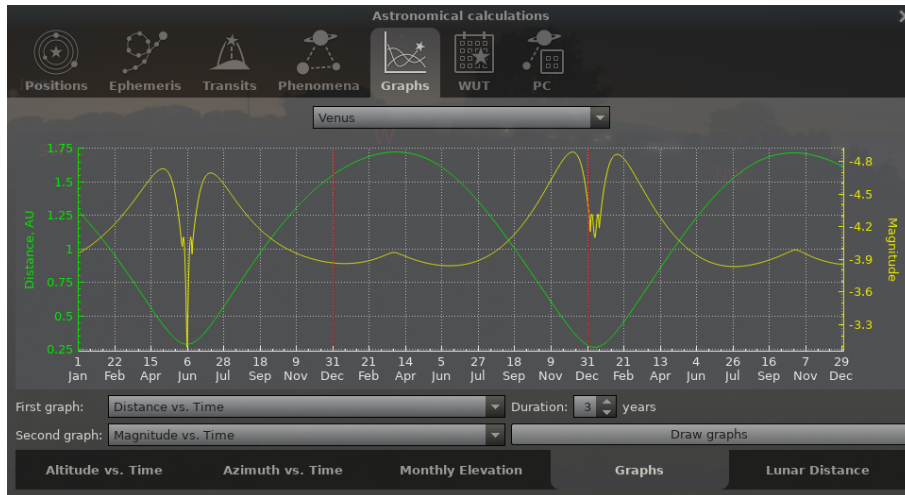 Astronomical calculations
Positions Ephemeris Transits Phenomena Graphs WUT PC
Venus
1.75
1.5
1.25
1
0.75
0.5
0.25
Distance, AU
-4.8
-4.5
-4.2
-3.9
-3.6
-3.3
Magnitude
1 22 15 6 28 18 9 31 21 14 5 27 18 9 31 21 13 4 26 16 7 29
Jan Feb Apr Jun Jul Sep Nov Dec Feb Apr Jun Jul Sep Nov Dec Feb Apr Jun Jul Sep Nov Dec
First graph: Distance vs. Time Duration: 3 years
Second graph: Magnitude vs. Time Draw graphs
Altitude vs. Time Azimuth vs. Time Monthly Elevation Graphs Lunar Distance